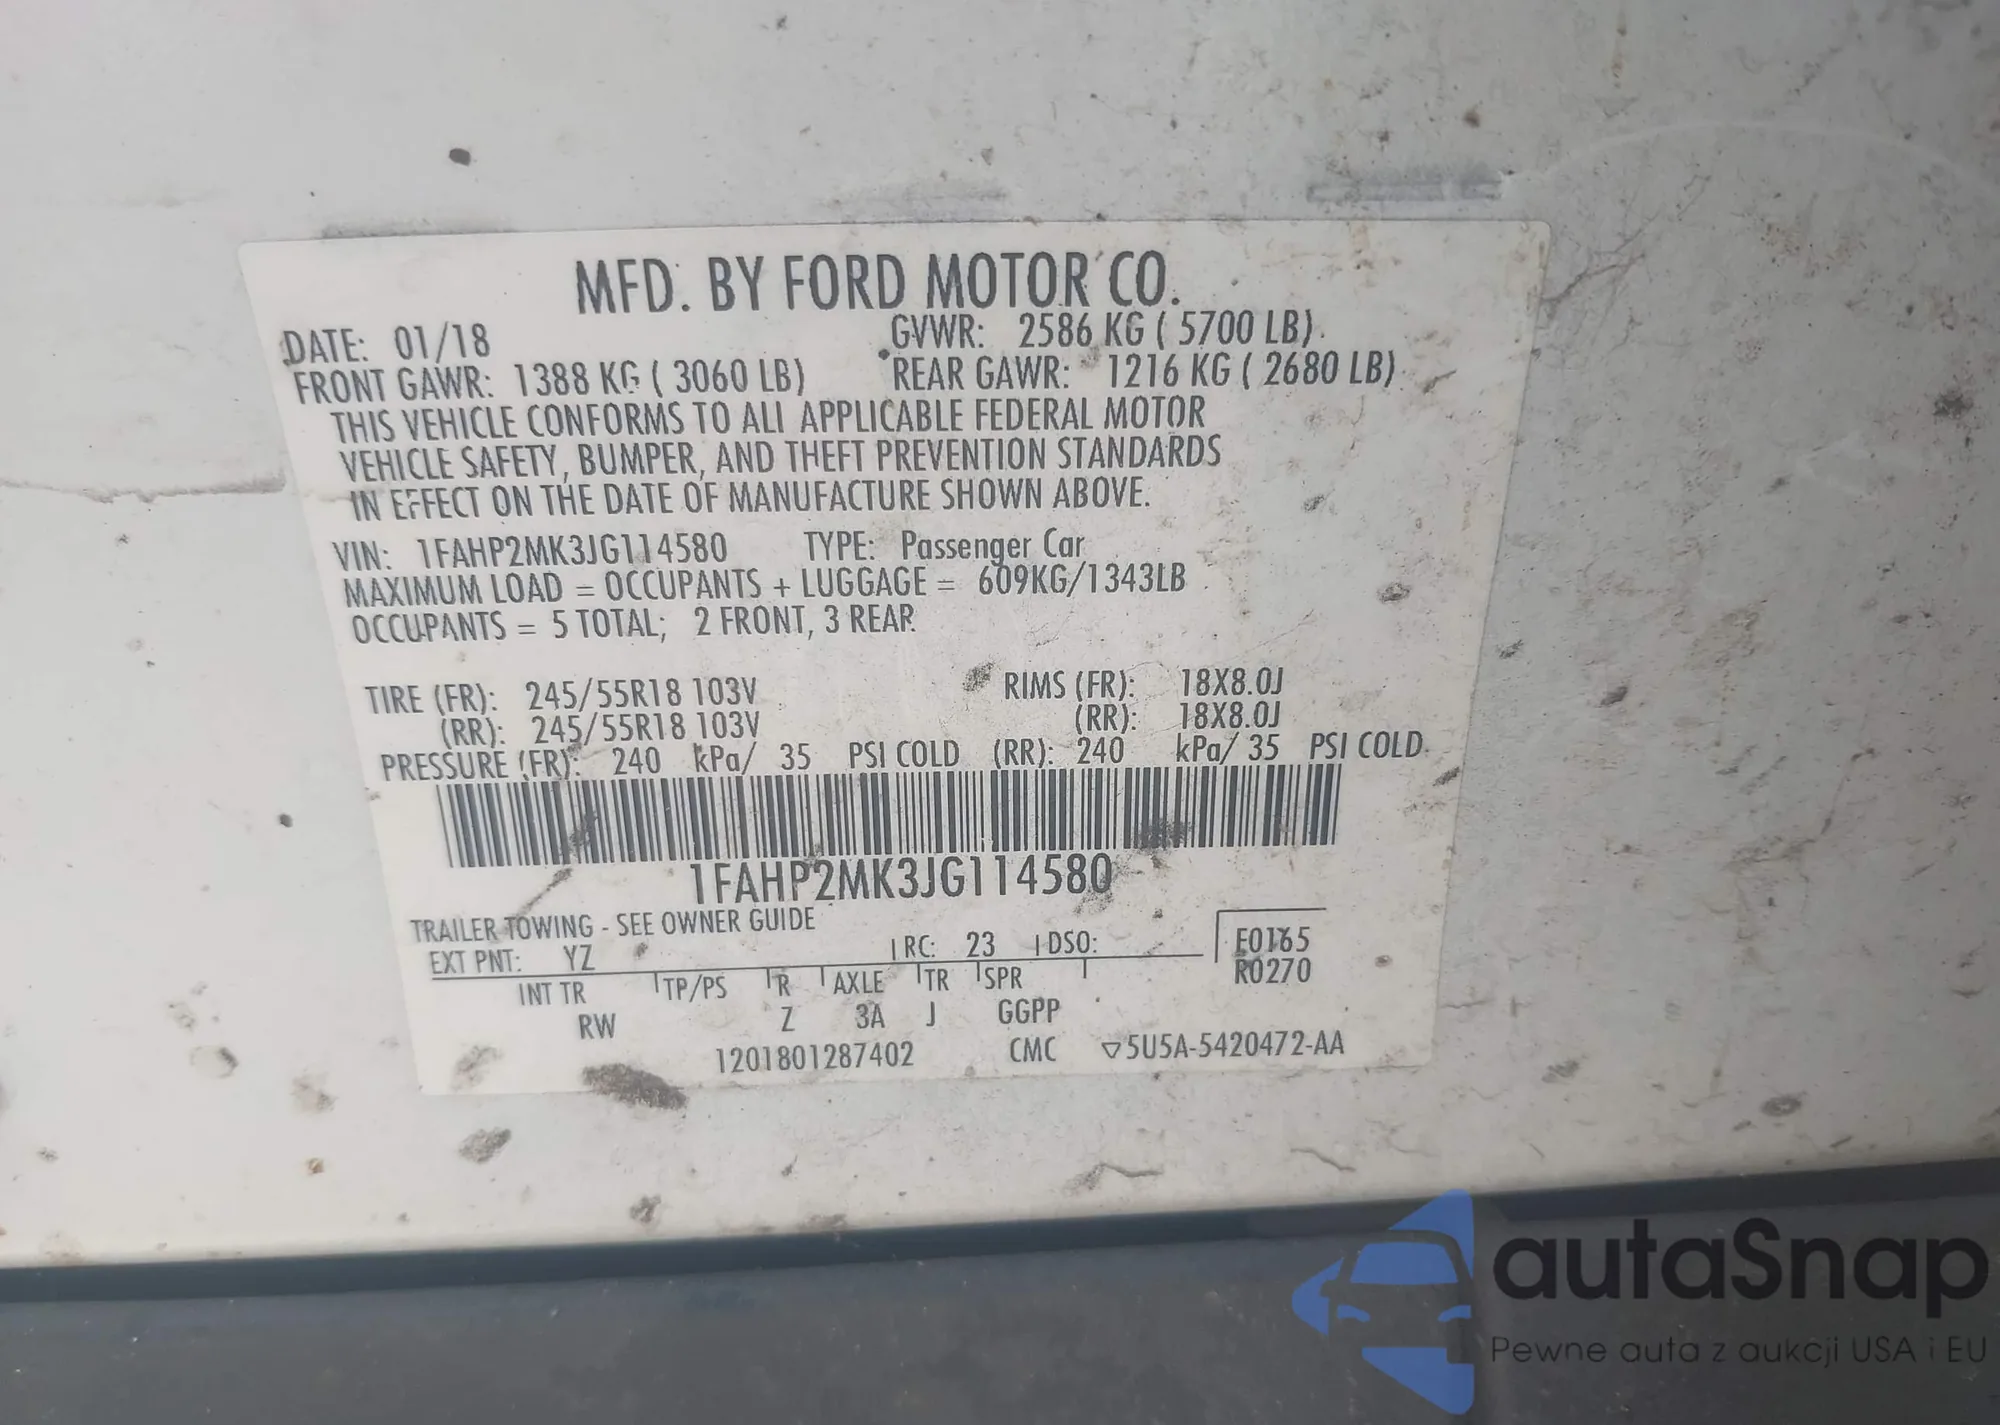 MFD. BY FORD MOTOR CO.
DATE: 01/18 GVWR: 2586 KG ( 5700 LB)
FRONT GAWR: 1388 KG ( 3060 LB) REAR GAWR: 1216 KG ( 2680 LB)
THIS VEHICLE CONFORMS TO ALL APPLICABLE FEDERAL MOTOR
VEHICLE SAFETY, BUMPER, AND THEFT PREVENTION STANDARDS
IN EFFECT ON THE DATE OF MANUFACTURE SHOWN ABOVE.
VIN: 1FAHP2MK3JG114580 TYPE: Passenger Car
MAXIMUM LOAD = OCCUPANTS + LUGGAGE = 609KG/1343LB
OCCUPANTS = 5 TOTAL; 2 FRONT, 3 REAR
TIRE (FR): 245/55R18 103V RIMS (FR): 18X8.0J
(RR): 245/55R18 103V (RR): 18X8.0J
PRESSURE (FR): 240 kPa/ 35 PSI COLD (RR): 240 kPa/ 35 PSI COLD
1FAHP2MK3JG114580
TRAILER TOWING - SEE OWNER GUIDE
EXT PNT: YZ RC: 23 DSO: E0165
R0270
INT TR TP/PS R AXLE TR SPR
RW Z 3A J GGPP
1201801287402 CMC ▽5U5A-5420472-AA
autaSnap
Pewne auta z aukcji USA i EU